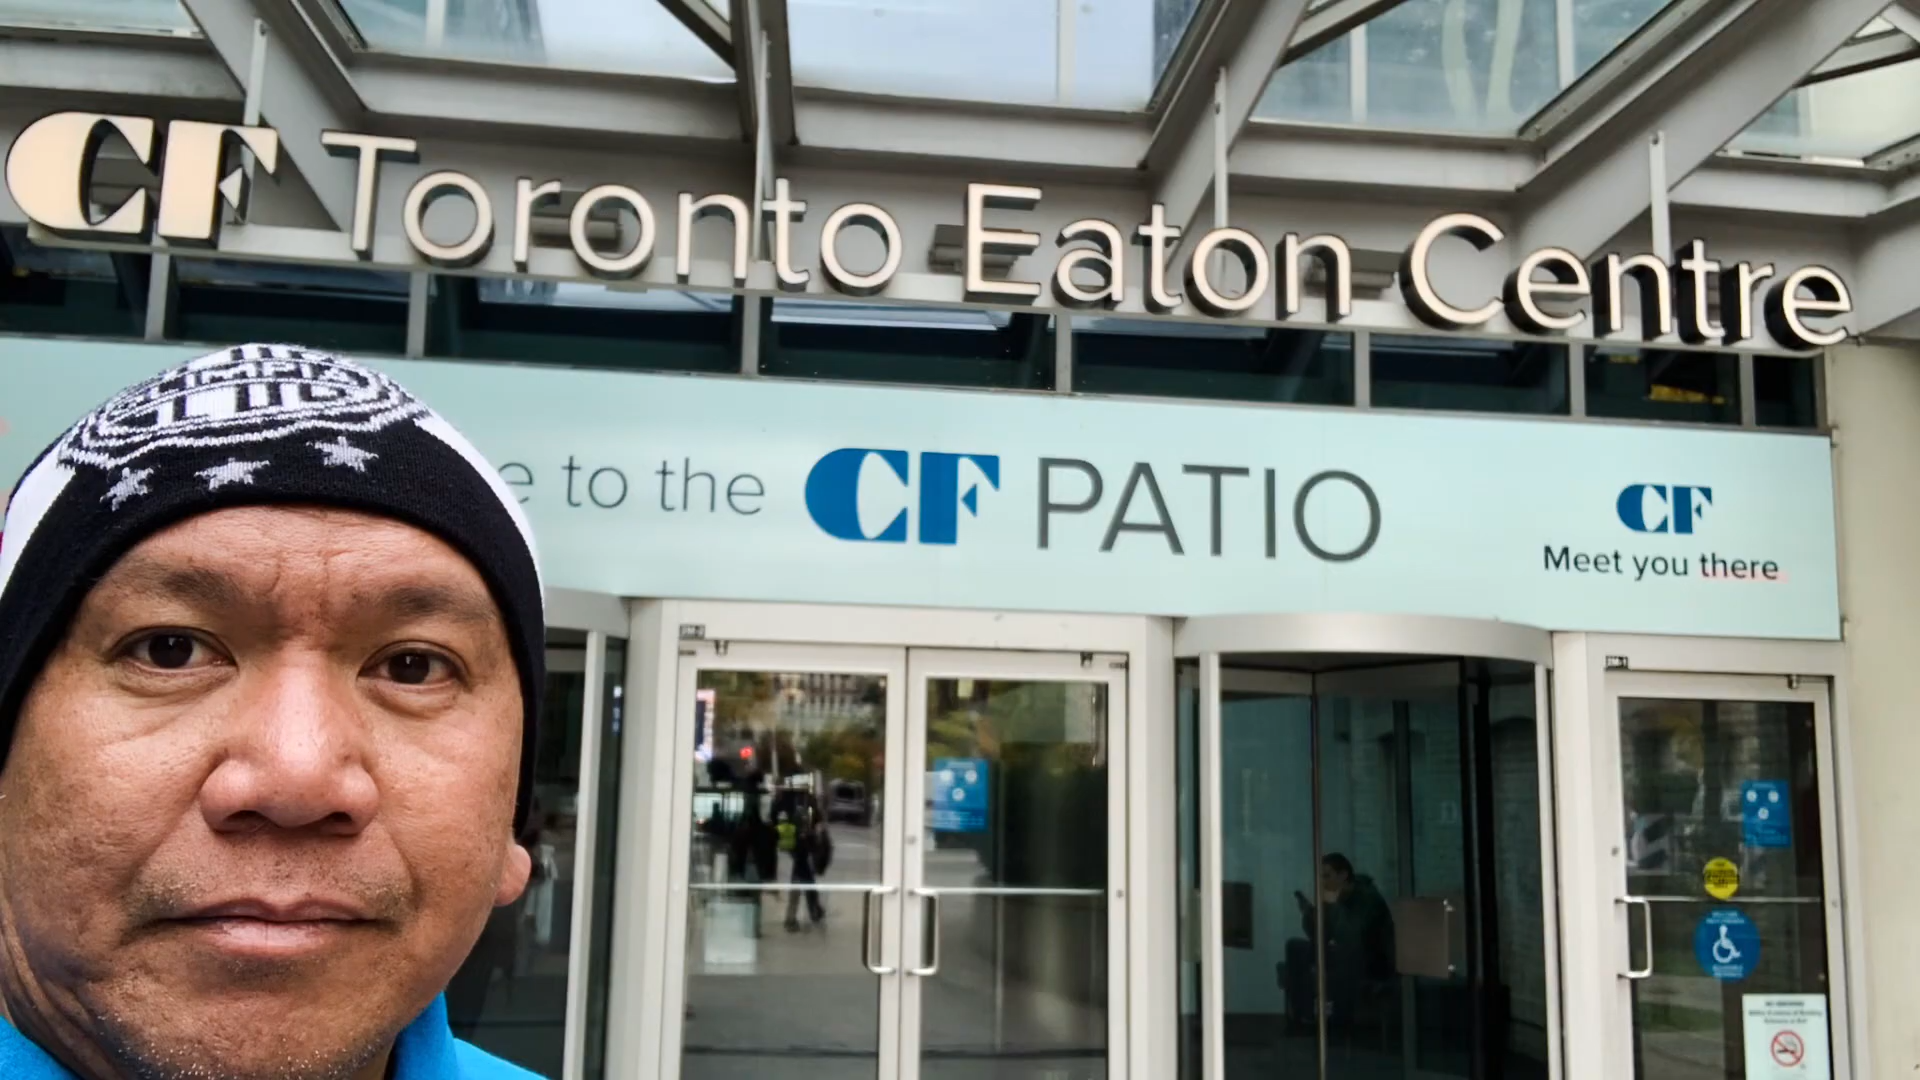 CF Toronto Eaton Centre
e to the CF PATIO
CF
Meet you there